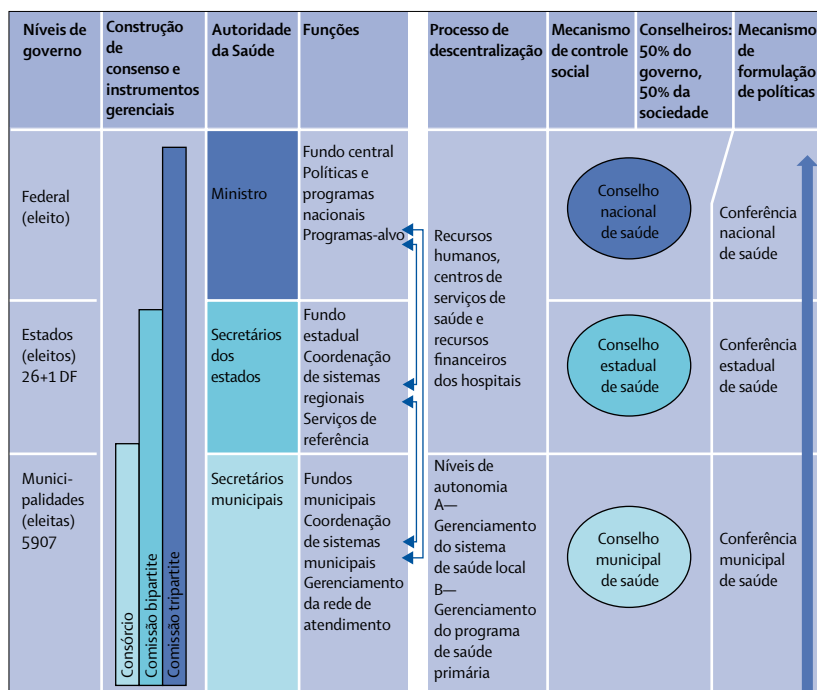 Níveis de
governo
Construção
de
consenso e
instrumentos
gerenciais
Autoridade
da Saúde
Funções
Processo de
descentralização
Mecanismo
de controle
social
Conselheiros:
50% do
governo,
50% da
sociedade
Mecanismo
de
formulação
de políticas
Federal
(eleito)
Ministro
Fundo central
Políticas e
programas
nacionais
Programas-alvo
Recursos
humanos,
centros de
serviços de
saúde e
recursos
financeiros
dos hospitais
Conselho
nacional
de saúde
Conferência
nacional
de saúde
Estados
(eleitos)
26+1 DF
Secretários
dos
estados
Fundo
estadual
Coordenação
de sistemas
regionais
Serviços de
referência
Conselho
estadual
de saúde
Conferência
estadual
de saúde
Munici-
palidades
(eleitas)
5907
Consórcio
Comissão bipartite
Comissão tripartite
Secretários
municipais
Fundos
municipais
Coordenação
de sistemas
municipais
Gerenciamento
da rede de
atendimento
Níveis de
autonomia
A—
Gerenciamento
do sistema
de saúde local
B—
Gerenciamento
do programa
de saúde
primária
Conselho
municipal
de saúde
Conferência
municipal
de saúde